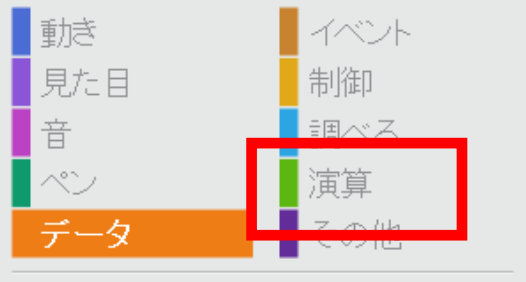 動き
イベント
見た目
制御
音
調べる
ペン
演算
データ
その他